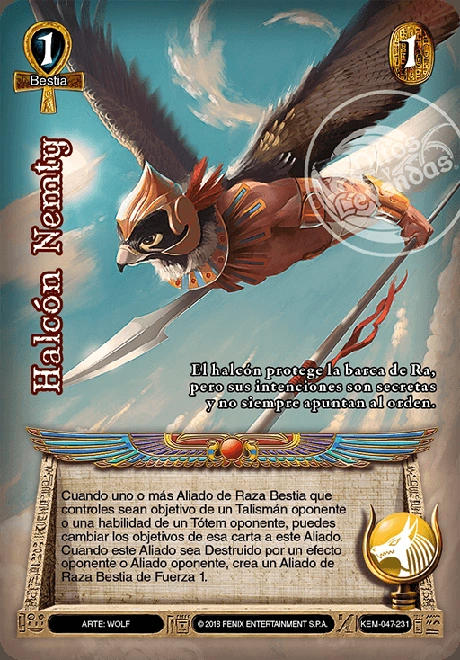 1
Bestia
1
MITOS
LEYENDAS
Halcón Nemty
El halcón protege la barca de Ra,
pero sus intenciones son secretas
y no siempre apuntan al orden.
Cuando uno o más Aliado de Raza Bestia que
controles sean objetivo de un Talismán oponente
o una habilidad de un Tótem oponente, puedes
cambiar los objetivos de esa carta a este Aliado.
Cuando este Aliado sea Destruido por un efecto
oponente o Aliado oponente, crea un Aliado de
Raza Bestia de Fuerza 1.
ARTE: WOLF
© 2018 FENIX ENTERTAINMENT S.P.A.
KEM-047-231